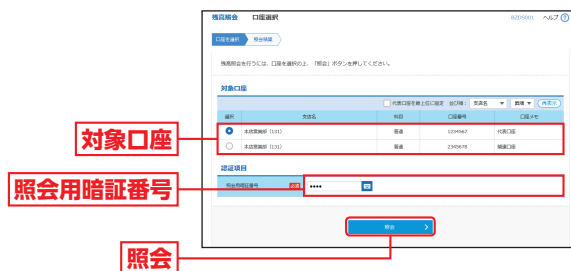 残高照会 口座選択 BZDS001 ヘルプ ?
口座を選択 照会結果
残高照会を行うには、口座を選択の上、「照会」ボタンを押してください。
対象口座
代表口座を最上位に固定 並び順： 支店名 ▼ 昇順 ▼ 再表示
選択 支店名 科目 口座番号 口座メモ
本店営業部 (131) 普通 1234567 代表口座
本店営業部 (131) 普通 2345678 関連口座
認証項目
照会用暗証番号 必須 ••••
照会
対象口座
照会用暗証番号
照会